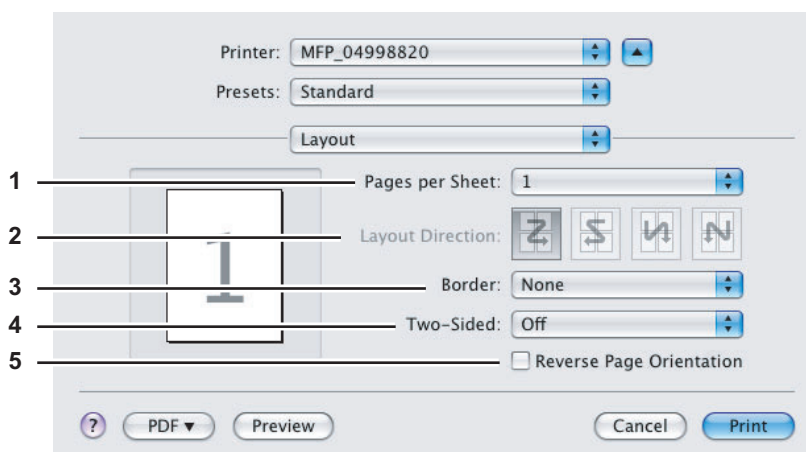 Printer: MFP_04998820
Presets: Standard
Layout
1 Pages per Sheet: 1
1
2 Layout Direction:
3 Border: None
4 Two-Sided: Off
5 Reverse Page Orientation
? PDF▼ Preview Cancel Print